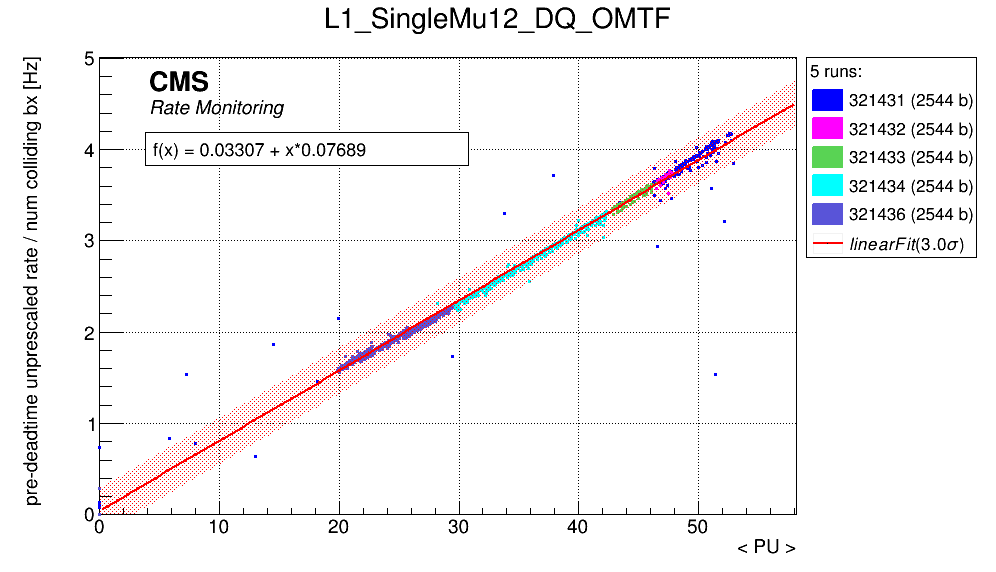 L1_SingleMu12_DQ_OMTF
pre-deadtime unprescaled rate / num colliding bx [Hz]
CMS
Rate Monitoring
f(x) = 0.03307 + x*0.07689
5
4
3
2
1
0
0 10 20 30 40 50
< PU >
5 runs:
321431 (2544 b)
321432 (2544 b)
321433 (2544 b)
321434 (2544 b)
321436 (2544 b)
linearFit(3.0σ)